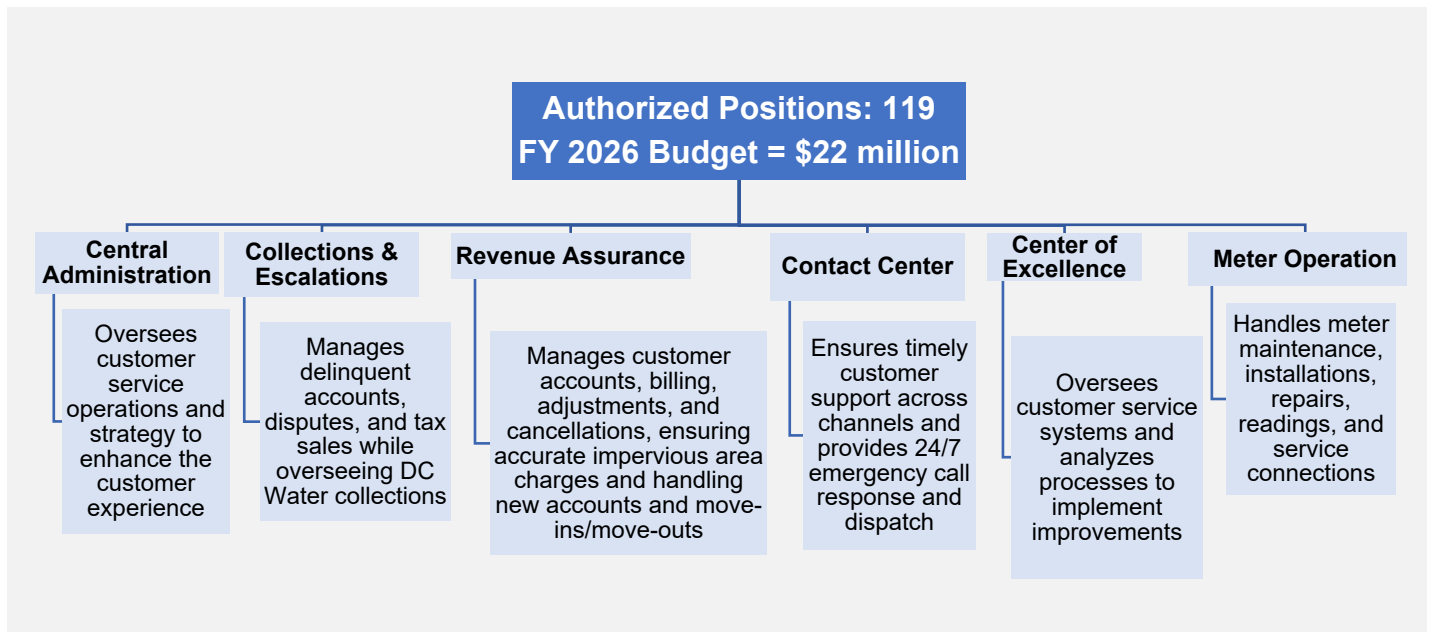 Authorized Positions: 119
FY 2026 Budget = $22 million
Central
Administration
Oversees
customer
service
operations and
strategy to
enhance the
customer
experience
Collections &
Escalations
Manages
delinquent
accounts,
disputes, and tax
sales while
overseeing DC
Water collections
Revenue Assurance
Manages customer
accounts, billing,
adjustments, and
cancellations, ensuring
accurate impervious area
charges and handling
new accounts and move-
ins/move-outs
Contact Center
Ensures timely
customer
support across
channels and
provides 24/7
emergency call
response and
dispatch
Center of
Excellence
Oversees
customer service
systems and
analyzes
processes to
implement
improvements
Meter Operation
Handles meter
maintenance,
installations,
repairs,
readings, and
service
connections